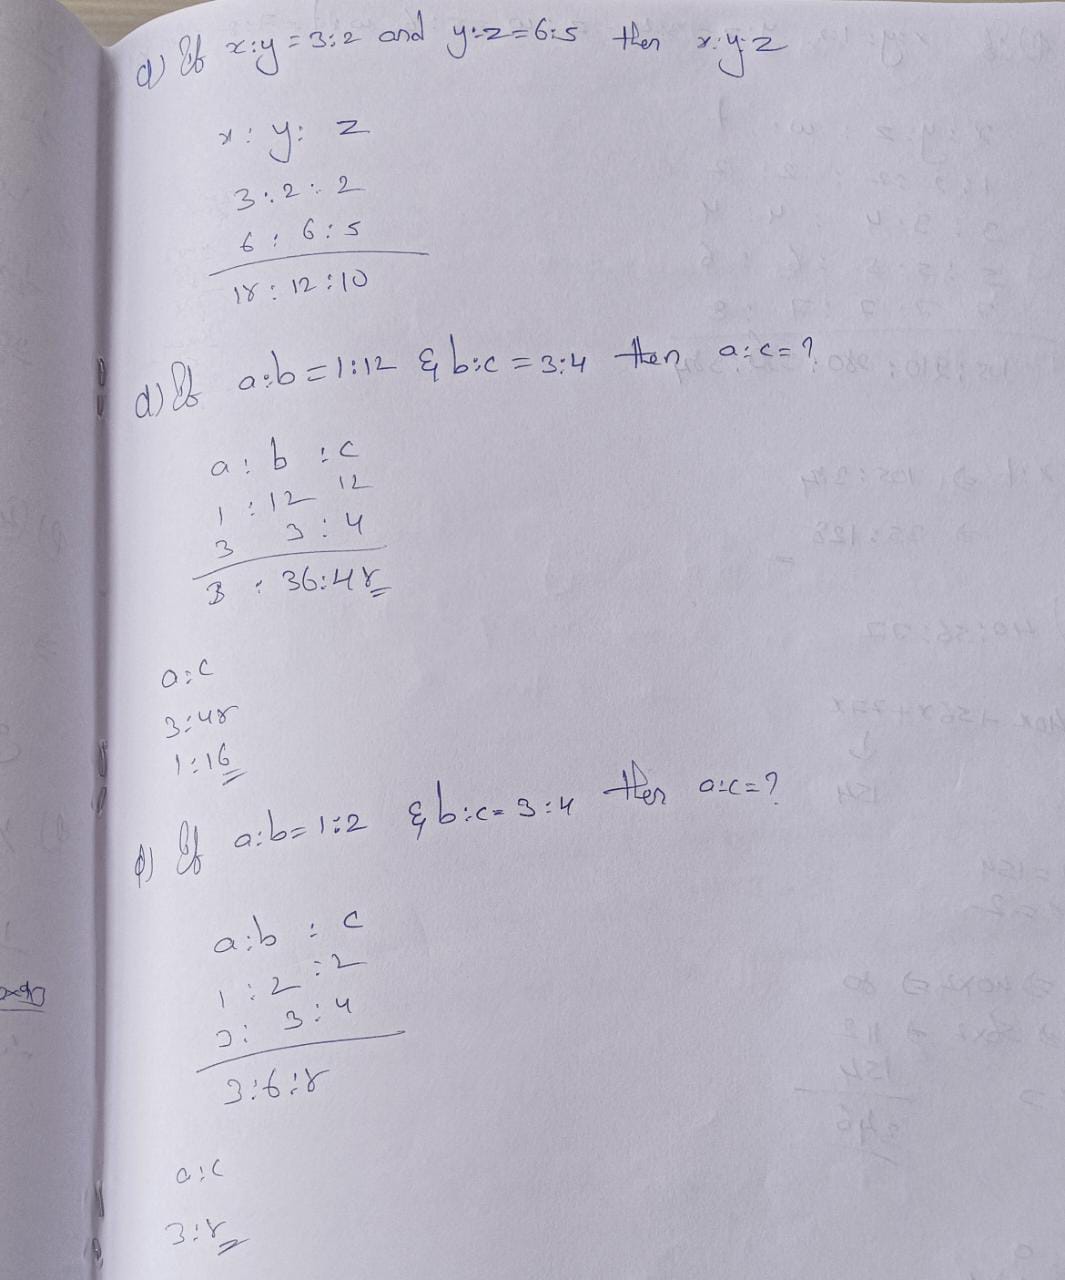 a) If x:y = 3:2 and y:z = 6:5 then x:y:z
x : y : z
3 : 2 : 2
6 : 6 : 5
18 : 12 : 10
a) If a:b = 1:12 & b:c = 3:4 then a:c = ?
a : b : c
1 : 12 12
3 3 : 4
3 : 36 : 48
a:c
3:48
1:16
If a:b = 1:2 & b:c = 3:4 then a:c = ?
a : b : c
1 : 2 : 2
3 : 3 : 4
3 : 6 : 8
a:c
3:8